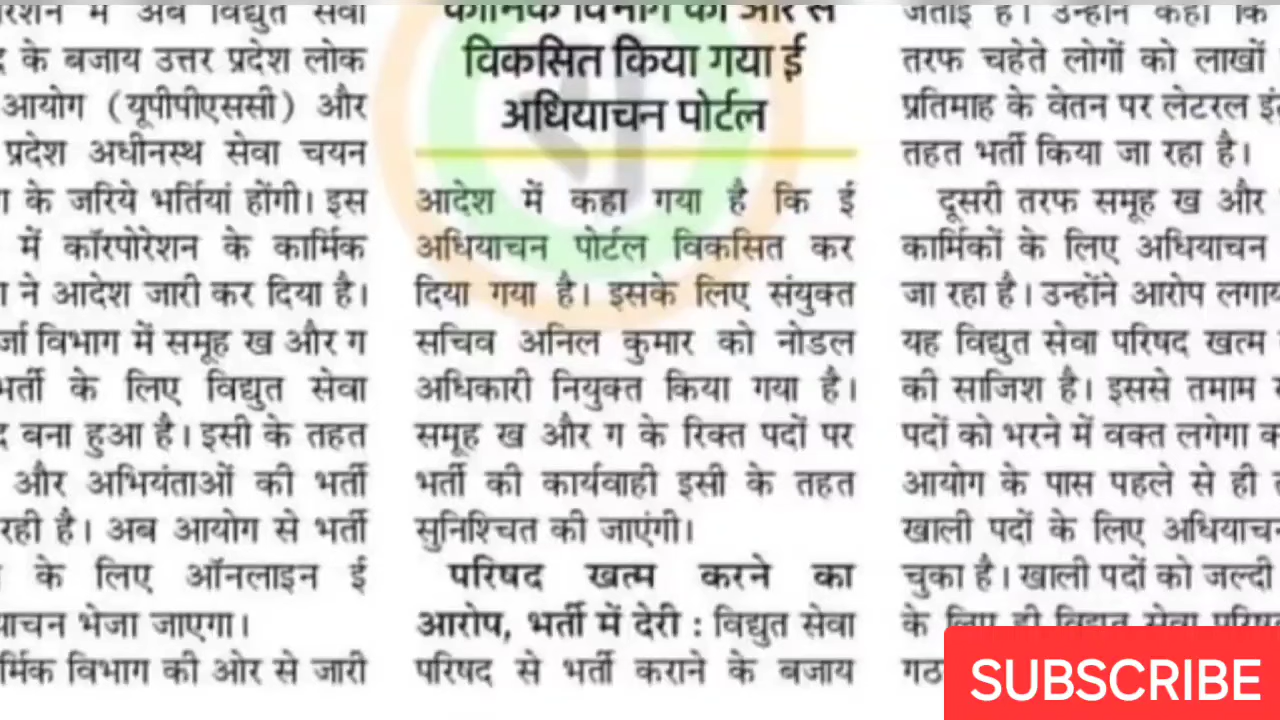 में अब विद्युत सेवा
के बजाय उत्तर प्रदेश लोक
आयोग (यूपीपीएससी) और
प्रदेश अधीनस्थ सेवा चयन
के जरिये भर्तियां होंगी। इस
में कॉरपोरेशन के कार्मिक
ने आदेश जारी कर दिया है।
विभाग में समूह ख और ग
भर्ती के लिए विद्युत सेवा
बना हुआ है। इसी के तहत
और अभियंताओं की भर्ती
रही है। अब आयोग से भर्ती
के लिए ऑनलाइन ई
भेजा जाएगा।
विभाग की ओर से जारी
कार्मिक विभाग की ओर से
विकसित किया गया ई
अधियाचन पोर्टल
आदेश में कहा गया है कि ई
अधियाचन पोर्टल विकसित कर
दिया गया है। इसके लिए संयुक्त
सचिव अनिल कुमार को नोडल
अधिकारी नियुक्त किया गया है।
समूह ख और ग के रिक्त पदों पर
भर्ती की कार्यवाही इसी के तहत
सुनिश्चित की जाएंगी।
परिषद खत्म करने का
आरोप, भर्ती में देरी : विद्युत सेवा
परिषद से भर्ती कराने के बजाय
जताई है। उन्होंने कहा कि
तरफ चहेते लोगों को लाखों
प्रतिमाह के वेतन पर लेटरल
तहत भर्ती किया जा रहा है।
दूसरी तरफ समूह ख और
कार्मिकों के लिए अधियाचन
जा रहा है। उन्होंने आरोप
यह विद्युत सेवा परिषद खत्म
की साजिश है। इससे तमाम
पदों को भरने में वक्त लगेगा
आयोग के पास पहले से ही
खाली पदों के लिए अधियाचन
चुका है। खाली पदों को जल्दी
के लिए ही विद्युत सेवा
SUBSCRIBE